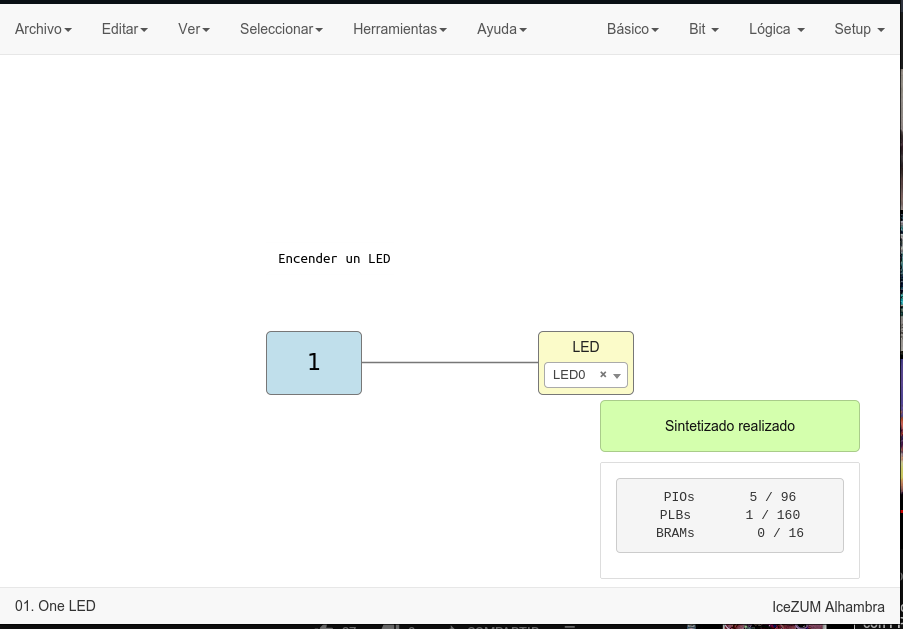 Archivo Editar Ver Seleccionar Herramientas Ayuda Básico Bit Lógica Setup
Encender un LED
1
LED
LED0 ×
Sintetizado realizado
PIOs 5 / 96
PLBs 1 / 160
BRAMs 0 / 16
01. One LED IceZUM Alhambra